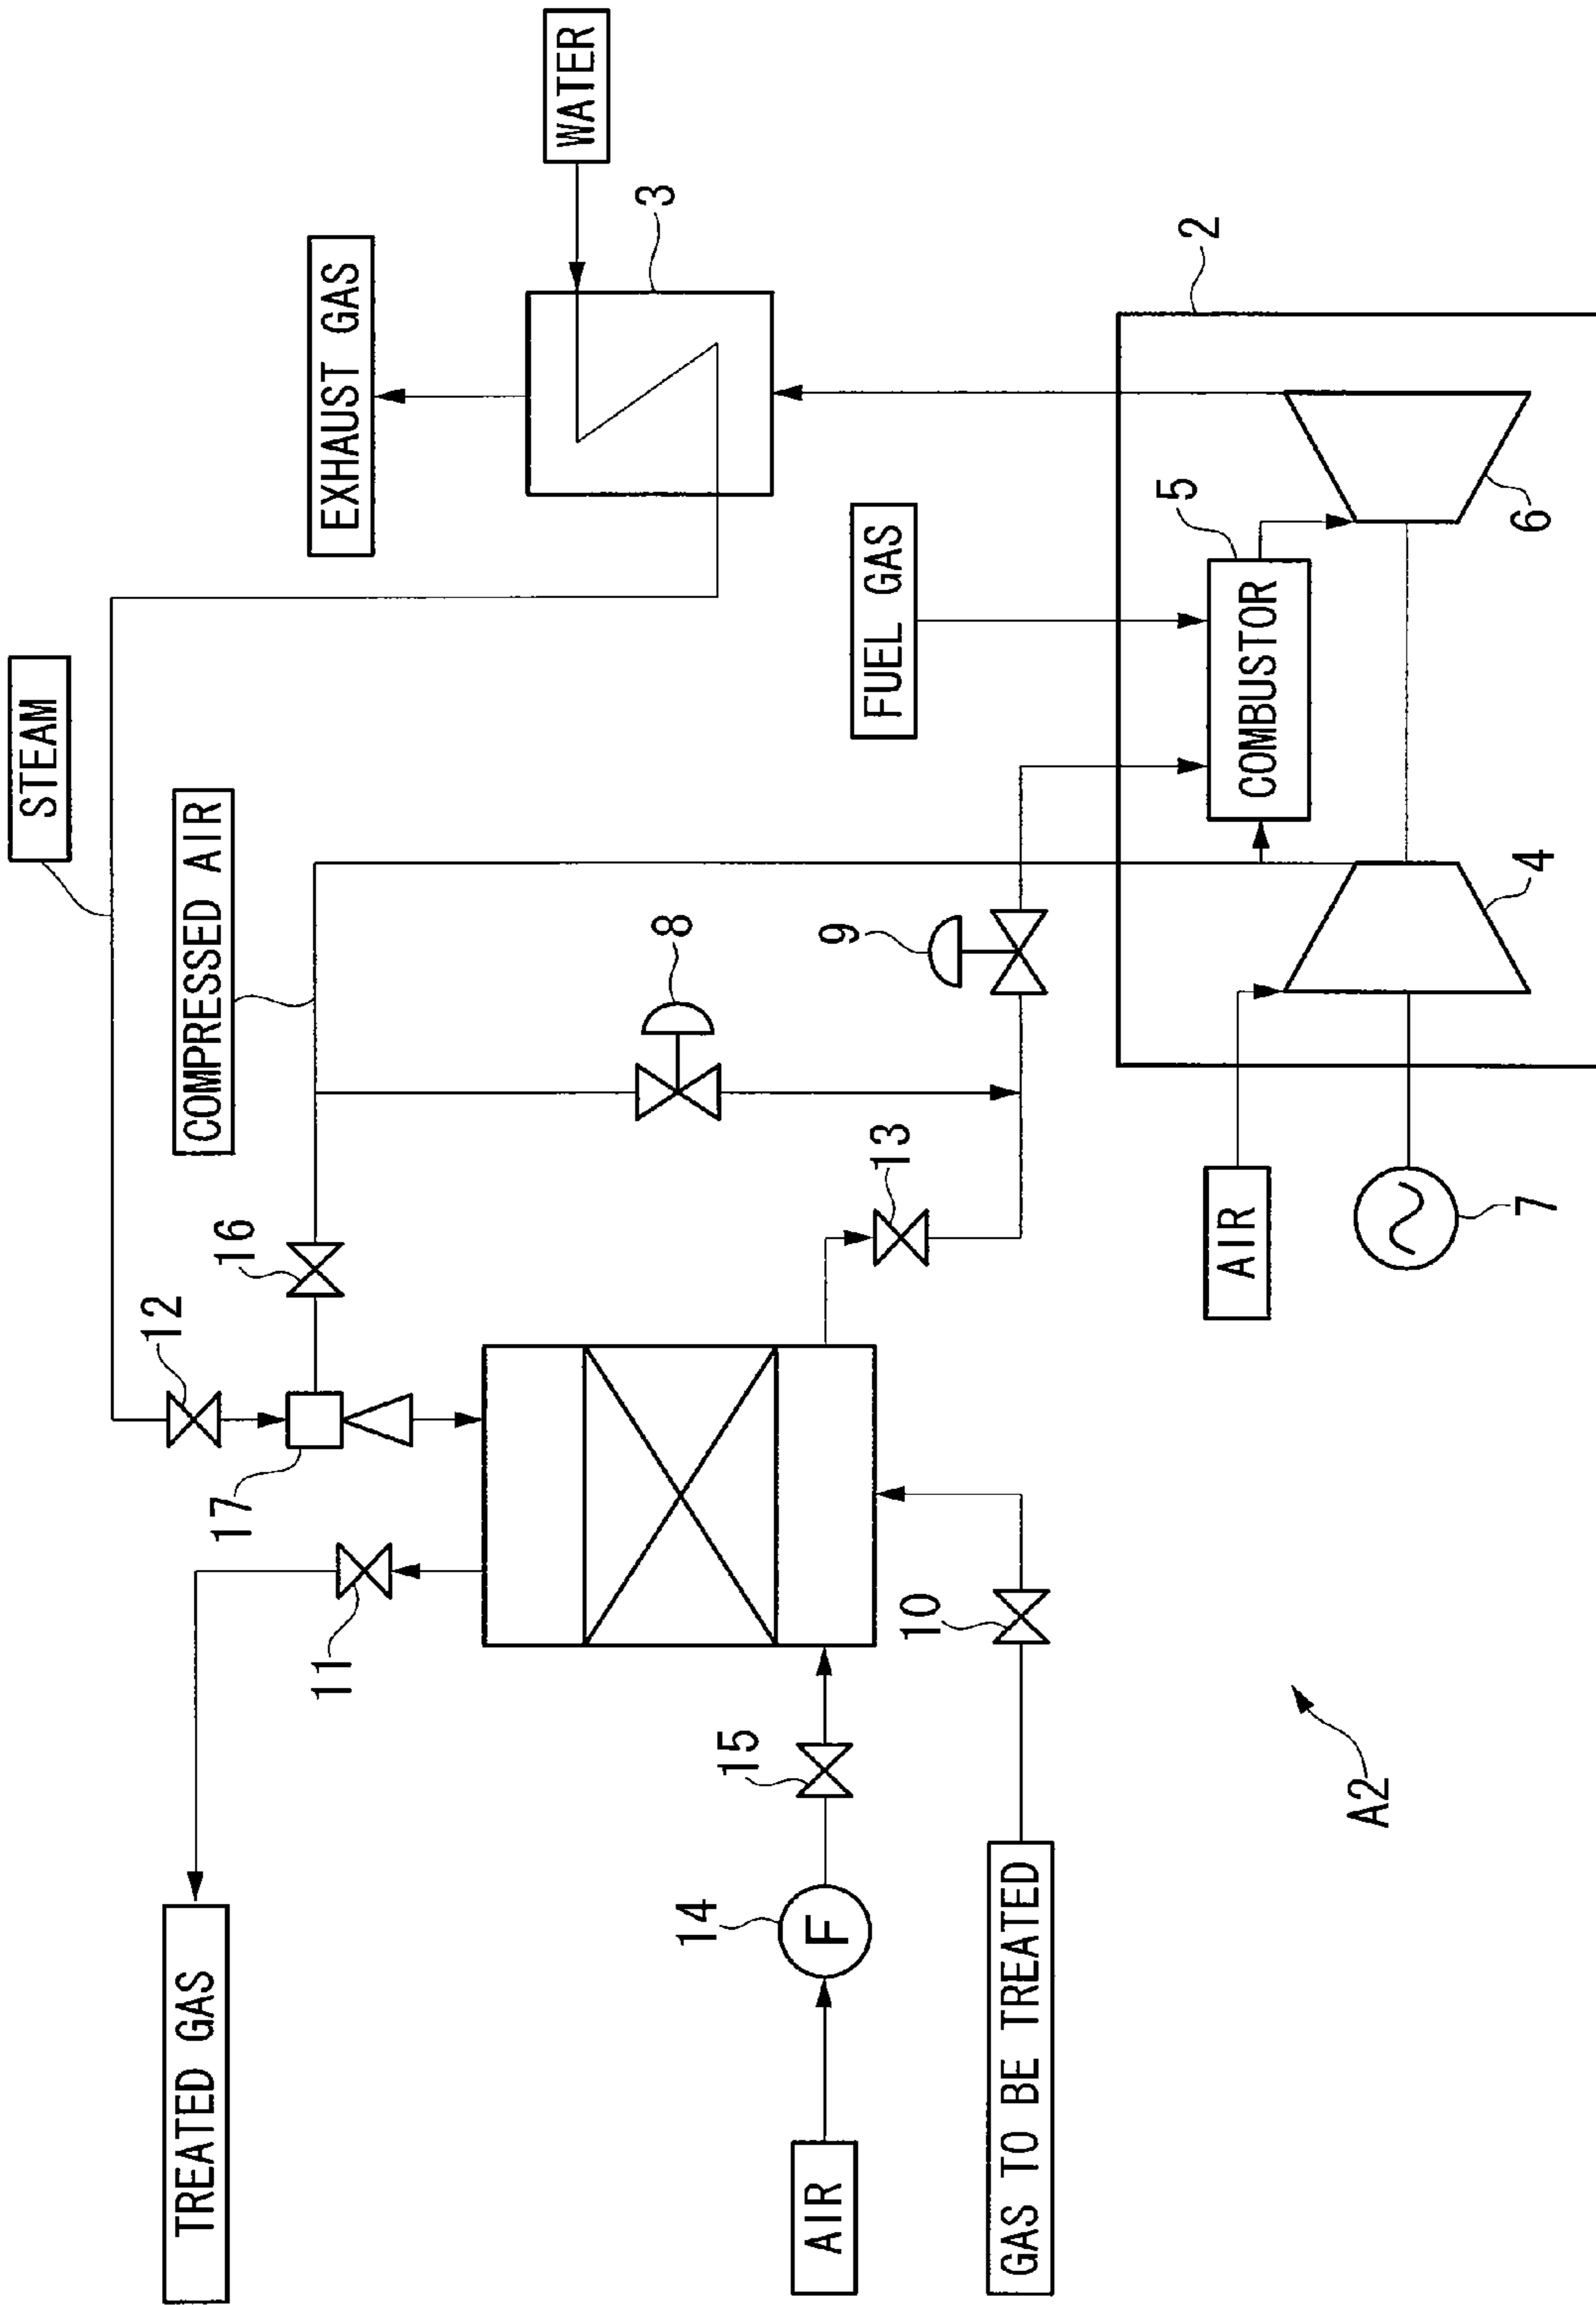 STEAM
COMPRESSED AIR
TREATED GAS
EXHAUST GAS
WATER
3
12
16
17
11
8
9
13
FUEL GAS
2
5
COMBUSTOR
6
4
10
15
14
F
AIR
GAS TO BE TREATED
AIR
7
A2